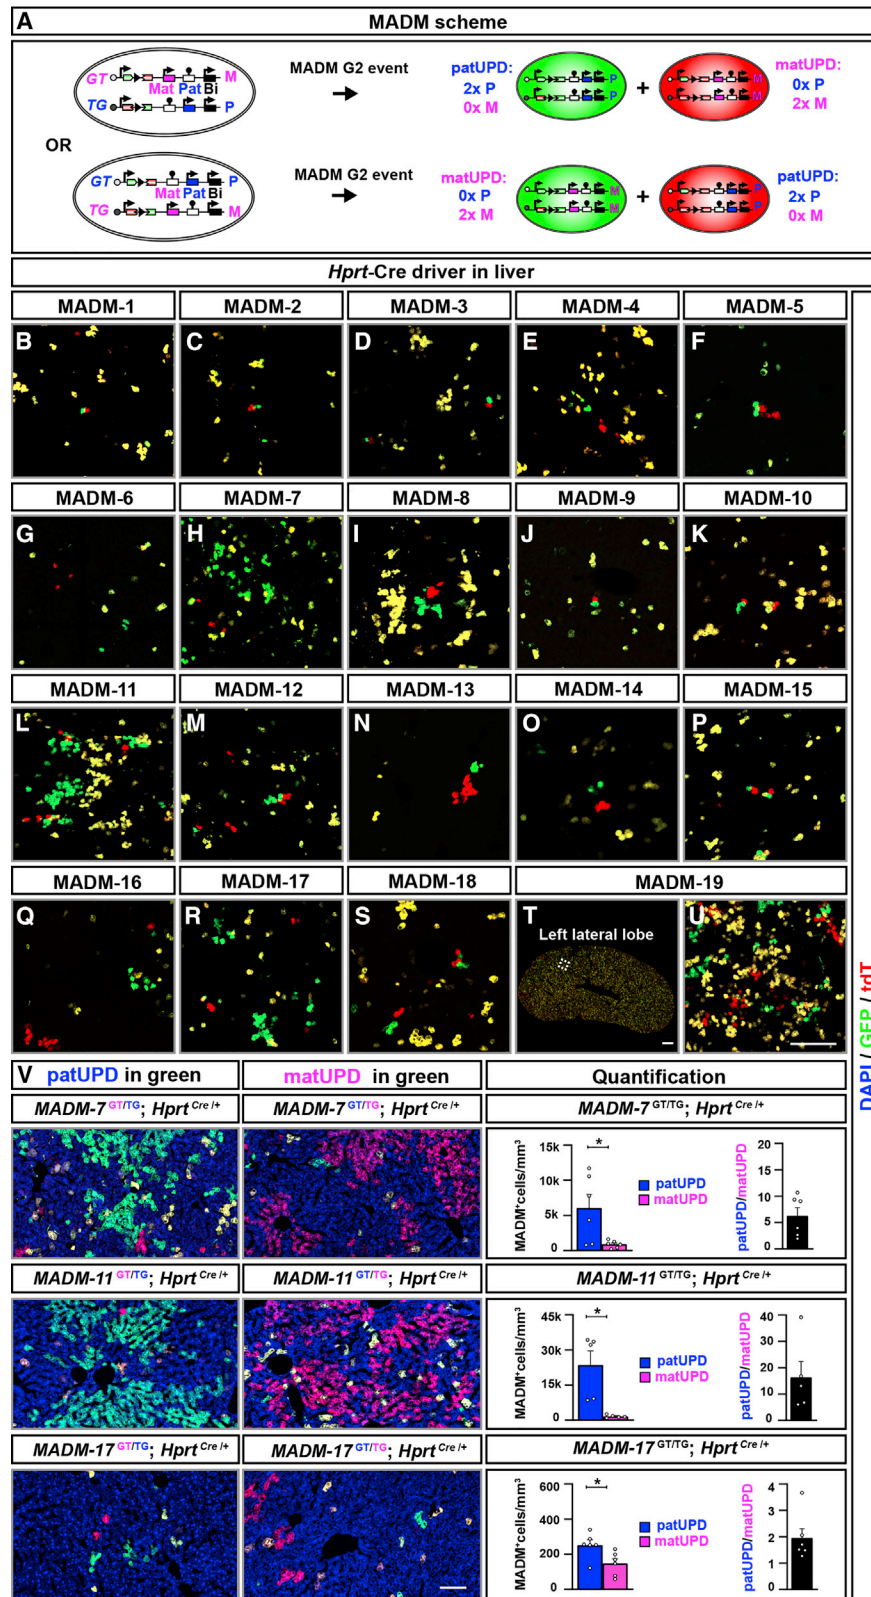 A MADM scheme
GT M
Mat Pat Bi
TG P
MADM G2 event
patUPD:
2x P
0x M
P
P
+
M
M
matUPD:
0x P
2x M
OR
GT P
Mat Pat Bi
TG M
MADM G2 event
matUPD:
0x P
2x M
M
M
+
P
P
patUPD:
2x P
0x M
Hprt-Cre driver in liver
MADM-1 MADM-2 MADM-3 MADM-4 MADM-5
B C D E F
MADM-6 MADM-7 MADM-8 MADM-9 MADM-10
G H I J K
MADM-11 MADM-12 MADM-13 MADM-14 MADM-15
L M N O P
MADM-16 MADM-17 MADM-18 MADM-19
Q R S T U
Left lateral lobe
DAPI / GFP / tdT
V patUPD in green matUPD in green Quantification
MADM-7 GT/TG; Hprt Cre/+ MADM-7 GT/TG; Hprt Cre/+ MADM-7 GT/TG; Hprt Cre/+
MADM+cells/mm3
15k
10k
5k
0
*
patUPD
matUPD
patUPD/matUPD
20
15
10
5
0
MADM-11 GT/TG; Hprt Cre/+ MADM-11 GT/TG; Hprt Cre/+ MADM-11 GT/TG; Hprt Cre/+
MADM+cells/mm3
45k
30k
15k
0
*
patUPD
matUPD
patUPD/matUPD
40
30
20
10
0
MADM-17 GT/TG; Hprt Cre/+ MADM-17 GT/TG; Hprt Cre/+ MADM-17 GT/TG; Hprt Cre/+
MADM+cells/mm3
600
400
200
0
*
patUPD
matUPD
patUPD/matUPD
4
3
2
1
0